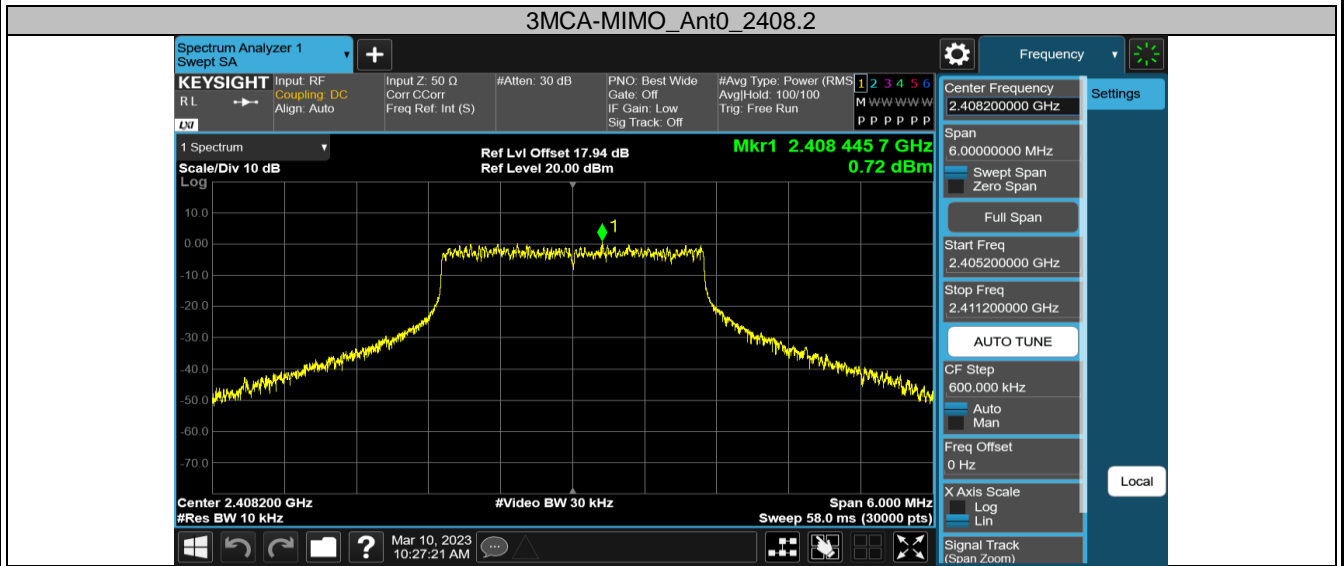 3MCA-MIMO_Ant0_2408.2
Spectrum Analyzer 1
Swept SA
+
Frequency
KEYSIGHT
R L
LXI
Input: RF
Coupling: DC
Align: Auto
Input Z: 50 Ω
Corr CCorr
Freq Ref: Int (S)
#Atten: 30 dB
PNO: Best Wide
Gate: Off
IF Gain: Low
Sig Track: Off
#Avg Type: Power (RMS
Avg|Hold: 100/100
Trig: Free Run
1 2 3 4 5 6
M W W W W W
P P P P P P
1 Spectrum
Scale/Div 10 dB
Log
Ref Lvl Offset 17.94 dB
Ref Level 20.00 dBm
Mkr1 2.408 445 7 GHz
0.72 dBm
1
10.0
0.00
-10.0
-20.0
-30.0
-40.0
-50.0
-60.0
-70.0
Center 2.408200 GHz
#Res BW 10 kHz
#Video BW 30 kHz
Span 6.000 MHz
Sweep 58.0 ms (30000 pts)
?
Mar 10, 2023
10:27:21 AM
Center Frequency
2.408200000 GHz
Settings
Span
6.00000000 MHz
Swept Span
Zero Span
Full Span
Start Freq
2.405200000 GHz
Stop Freq
2.411200000 GHz
AUTO TUNE
CF Step
600.000 kHz
Auto
Man
Freq Offset
0 Hz
X Axis Scale
Log
Lin
Local
Signal Track
(Span Zoom)